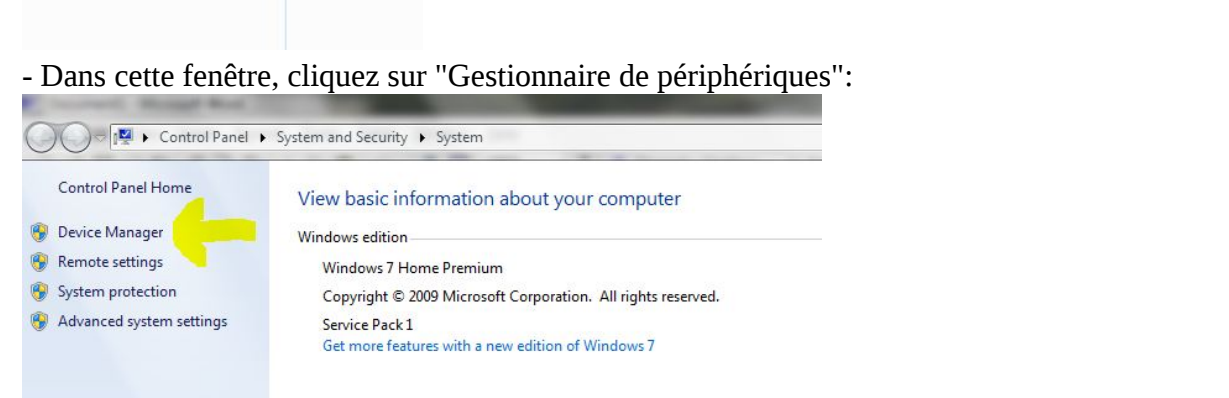 - Dans cette fenêtre, cliquez sur "Gestionnaire de périphériques":
Control Panel System and Security System
Control Panel Home
Device Manager
Remote settings
System protection
Advanced system settings
View basic information about your computer
Windows edition
Windows 7 Home Premium
Copyright © 2009 Microsoft Corporation. All rights reserved.
Service Pack 1
Get more features with a new edition of Windows 7